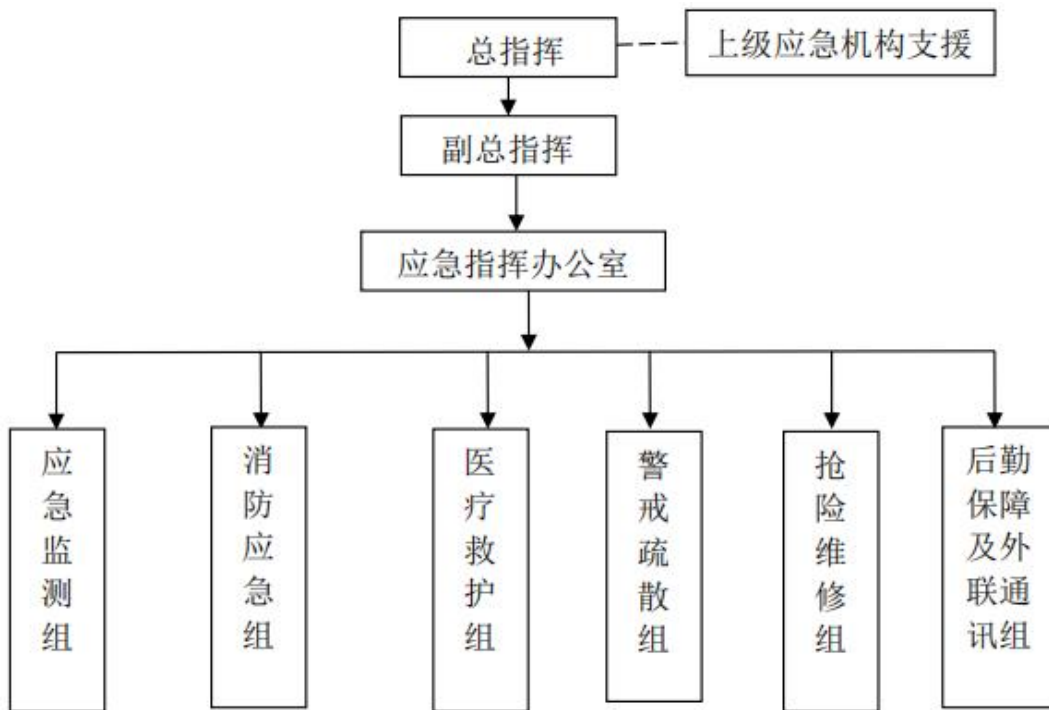 总指挥
上级应急机构支援
副总指挥
应急指挥办公室
应急监测组
消防应急组
医疗救护组
警戒疏散组
抢险维修组
后勤
保障
及外
联通
讯组